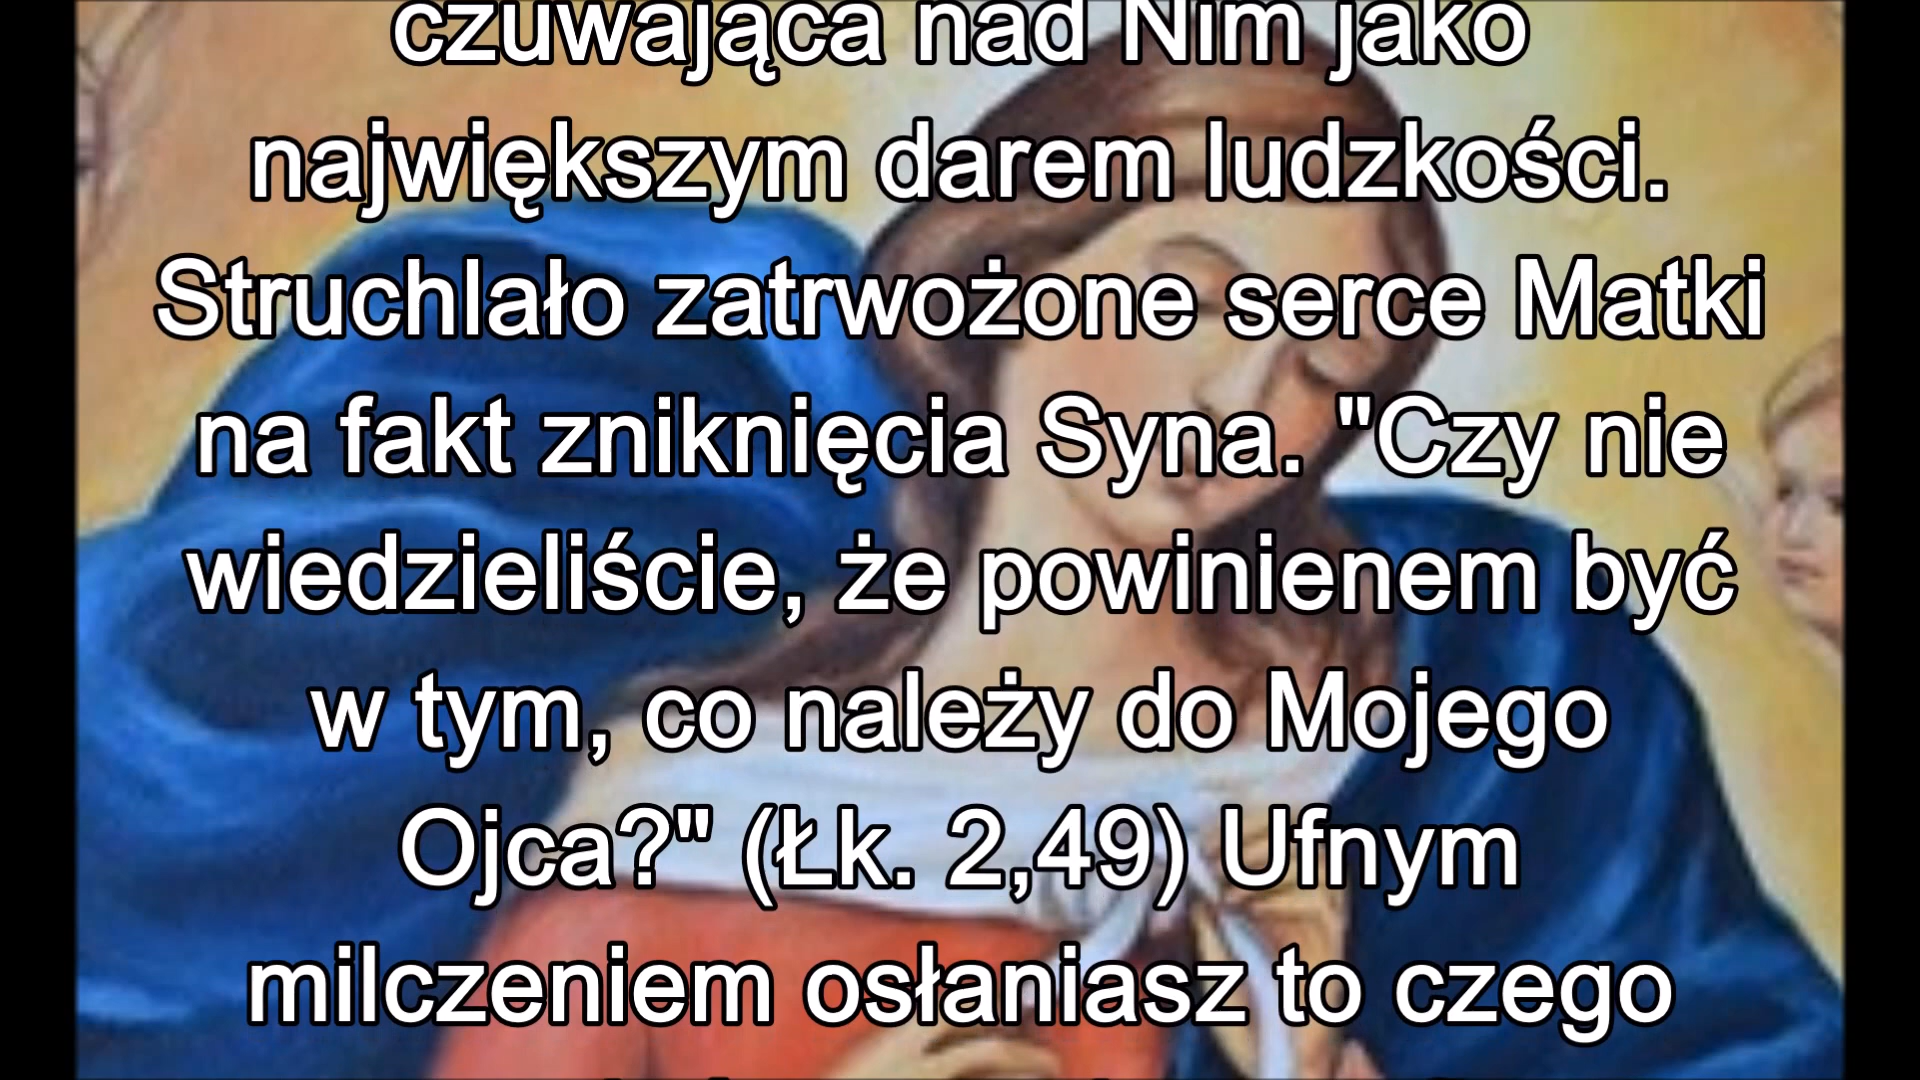 czuwająca nad Nim jako
największym darem ludzkości.
Struchlało zatrwożone serce Matki
na fakt zniknięcia Syna. "Czy nie
wiedzieliście, że powinienem być
w tym, co należy do Mojego
Ojca?" (Łk. 2,49) Ufnym
milczeniem osłaniasz to czego